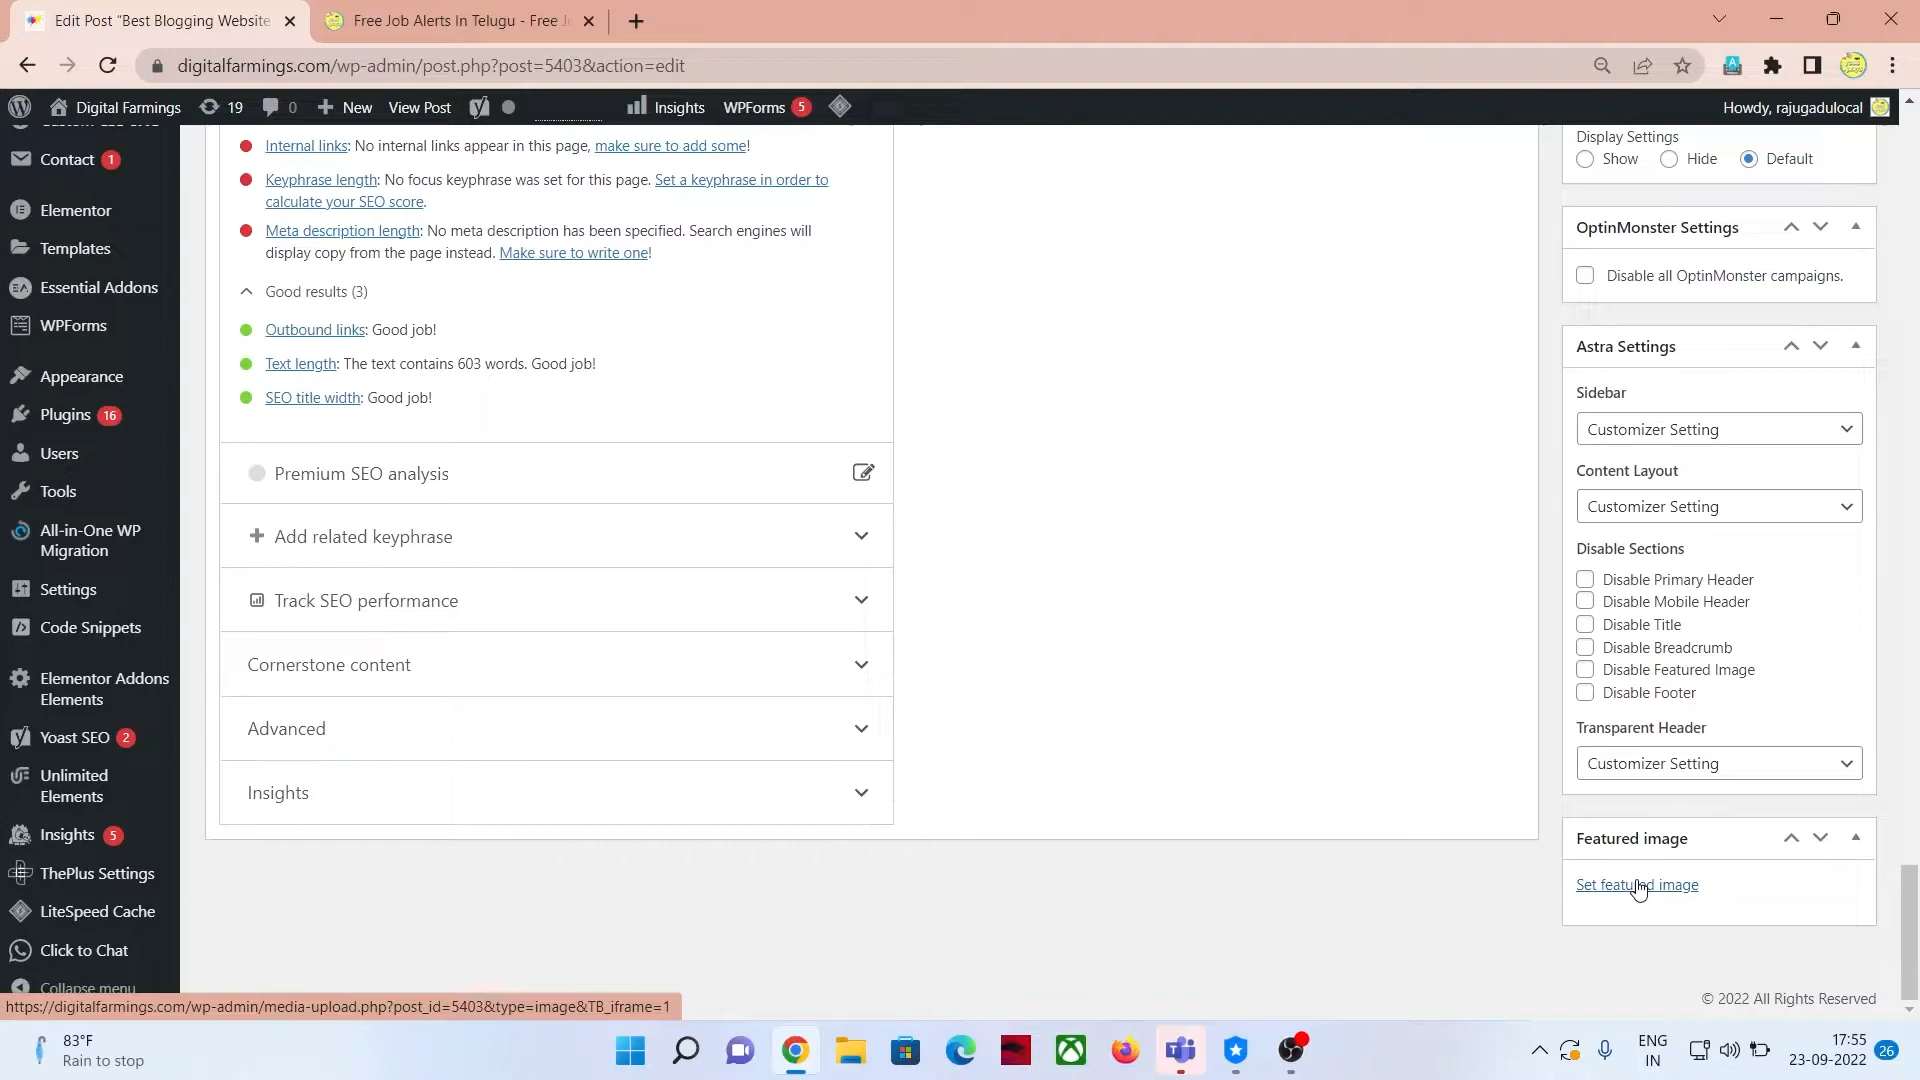 Edit Post “Best Blogging Website
Free Job Alerts In Telugu - Free J
digitalfarmings.com/wp-admin/post.php?post=5403&action=edit
Digital Farmings 19 0 New View Post Insights WPForms 5
Howdy, rajugadulocal
Contact 1
Elementor
Templates
Essential Addons
WPForms
Appearance
Plugins 16
Users
Tools
All-in-One WP
Migration
Settings
Code Snippets
Elementor Addons
Elements
Yoast SEO 2
Unlimited
Elements
Insights 5
ThePlus Settings
LiteSpeed Cache
Click to Chat
Collapse menu
Internal links: No internal links appear in this page, make sure to add some!
Keyphrase length: No focus keyphrase was set for this page. Set a keyphrase in order to
calculate your SEO score.
Meta description length: No meta description has been specified. Search engines will
display copy from the page instead. Make sure to write one!
Good results (3)
Outbound links: Good job!
Text length: The text contains 603 words. Good job!
SEO title width: Good job!
Premium SEO analysis
Add related keyphrase
Track SEO performance
Cornerstone content
Advanced
Insights
Display Settings
Show Hide Default
OptinMonster Settings
Disable all OptinMonster campaigns.
Astra Settings
Sidebar
Customizer Setting
Content Layout
Customizer Setting
Disable Sections
Disable Primary Header
Disable Mobile Header
Disable Title
Disable Breadcrumb
Disable Featured Image
Disable Footer
Transparent Header
Customizer Setting
Featured image
Set featured image
© 2022 All Rights Reserved
https://digitalfarmings.com/wp-admin/media-upload.php?post_id=5403&type=image&TB_iframe=1
83°F
Rain to stop
ENG
IN
17:55
23-09-2022
26